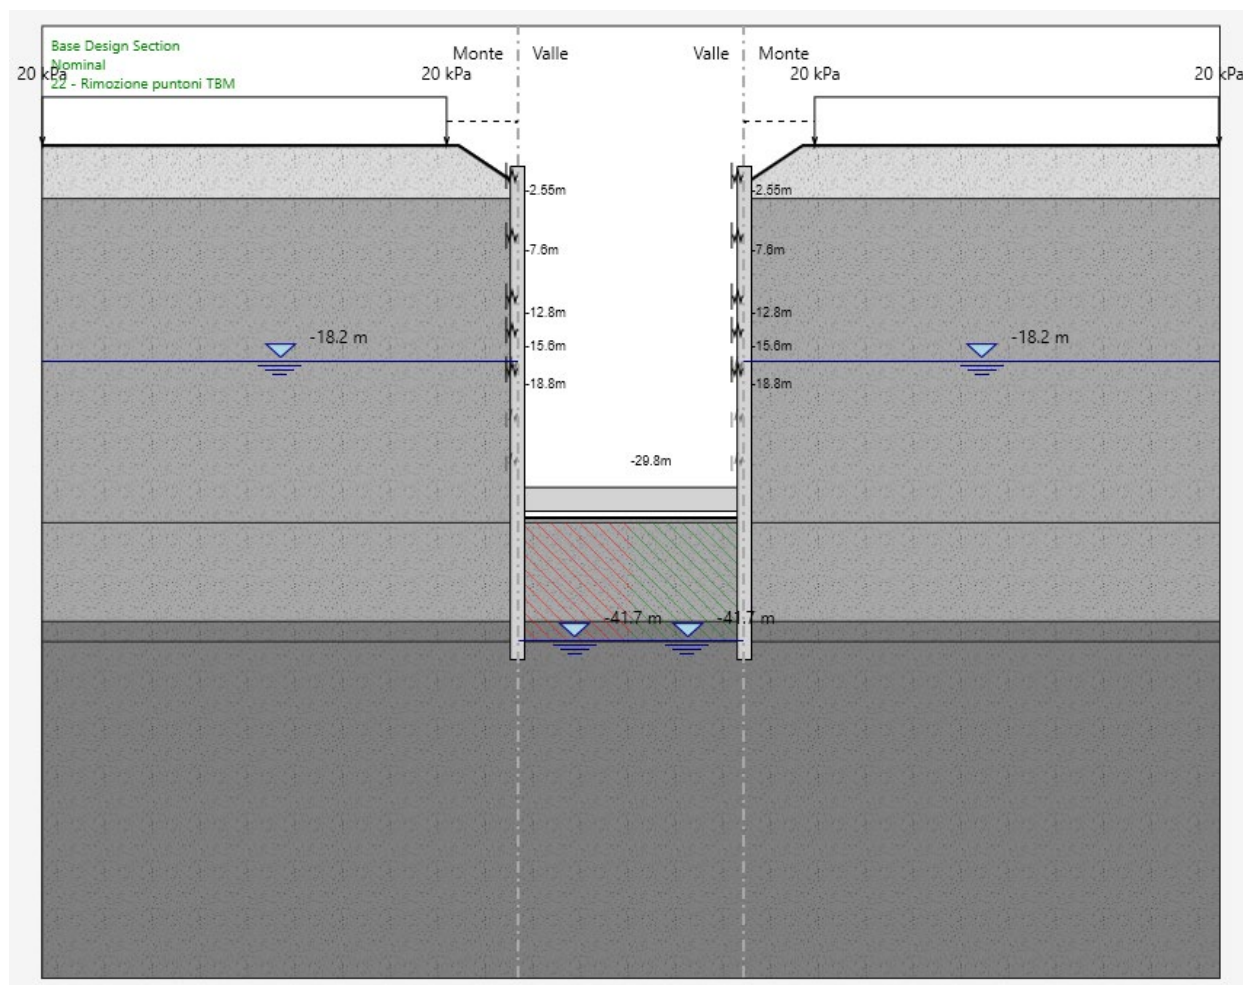 Base Design Section
Nominal
22 - Rimozione puntoni TBM
Monte Valle Valle Monte
20 kPa 20 kPa 20 kPa 20 kPa
-2.55m -2.55m
-7.6m -7.6m
-12.8m -12.8m
-18.2 m -18.2 m
-15.6m -15.6m
-18.8m -18.8m
-29.8m
-41.7 m -41.7 m